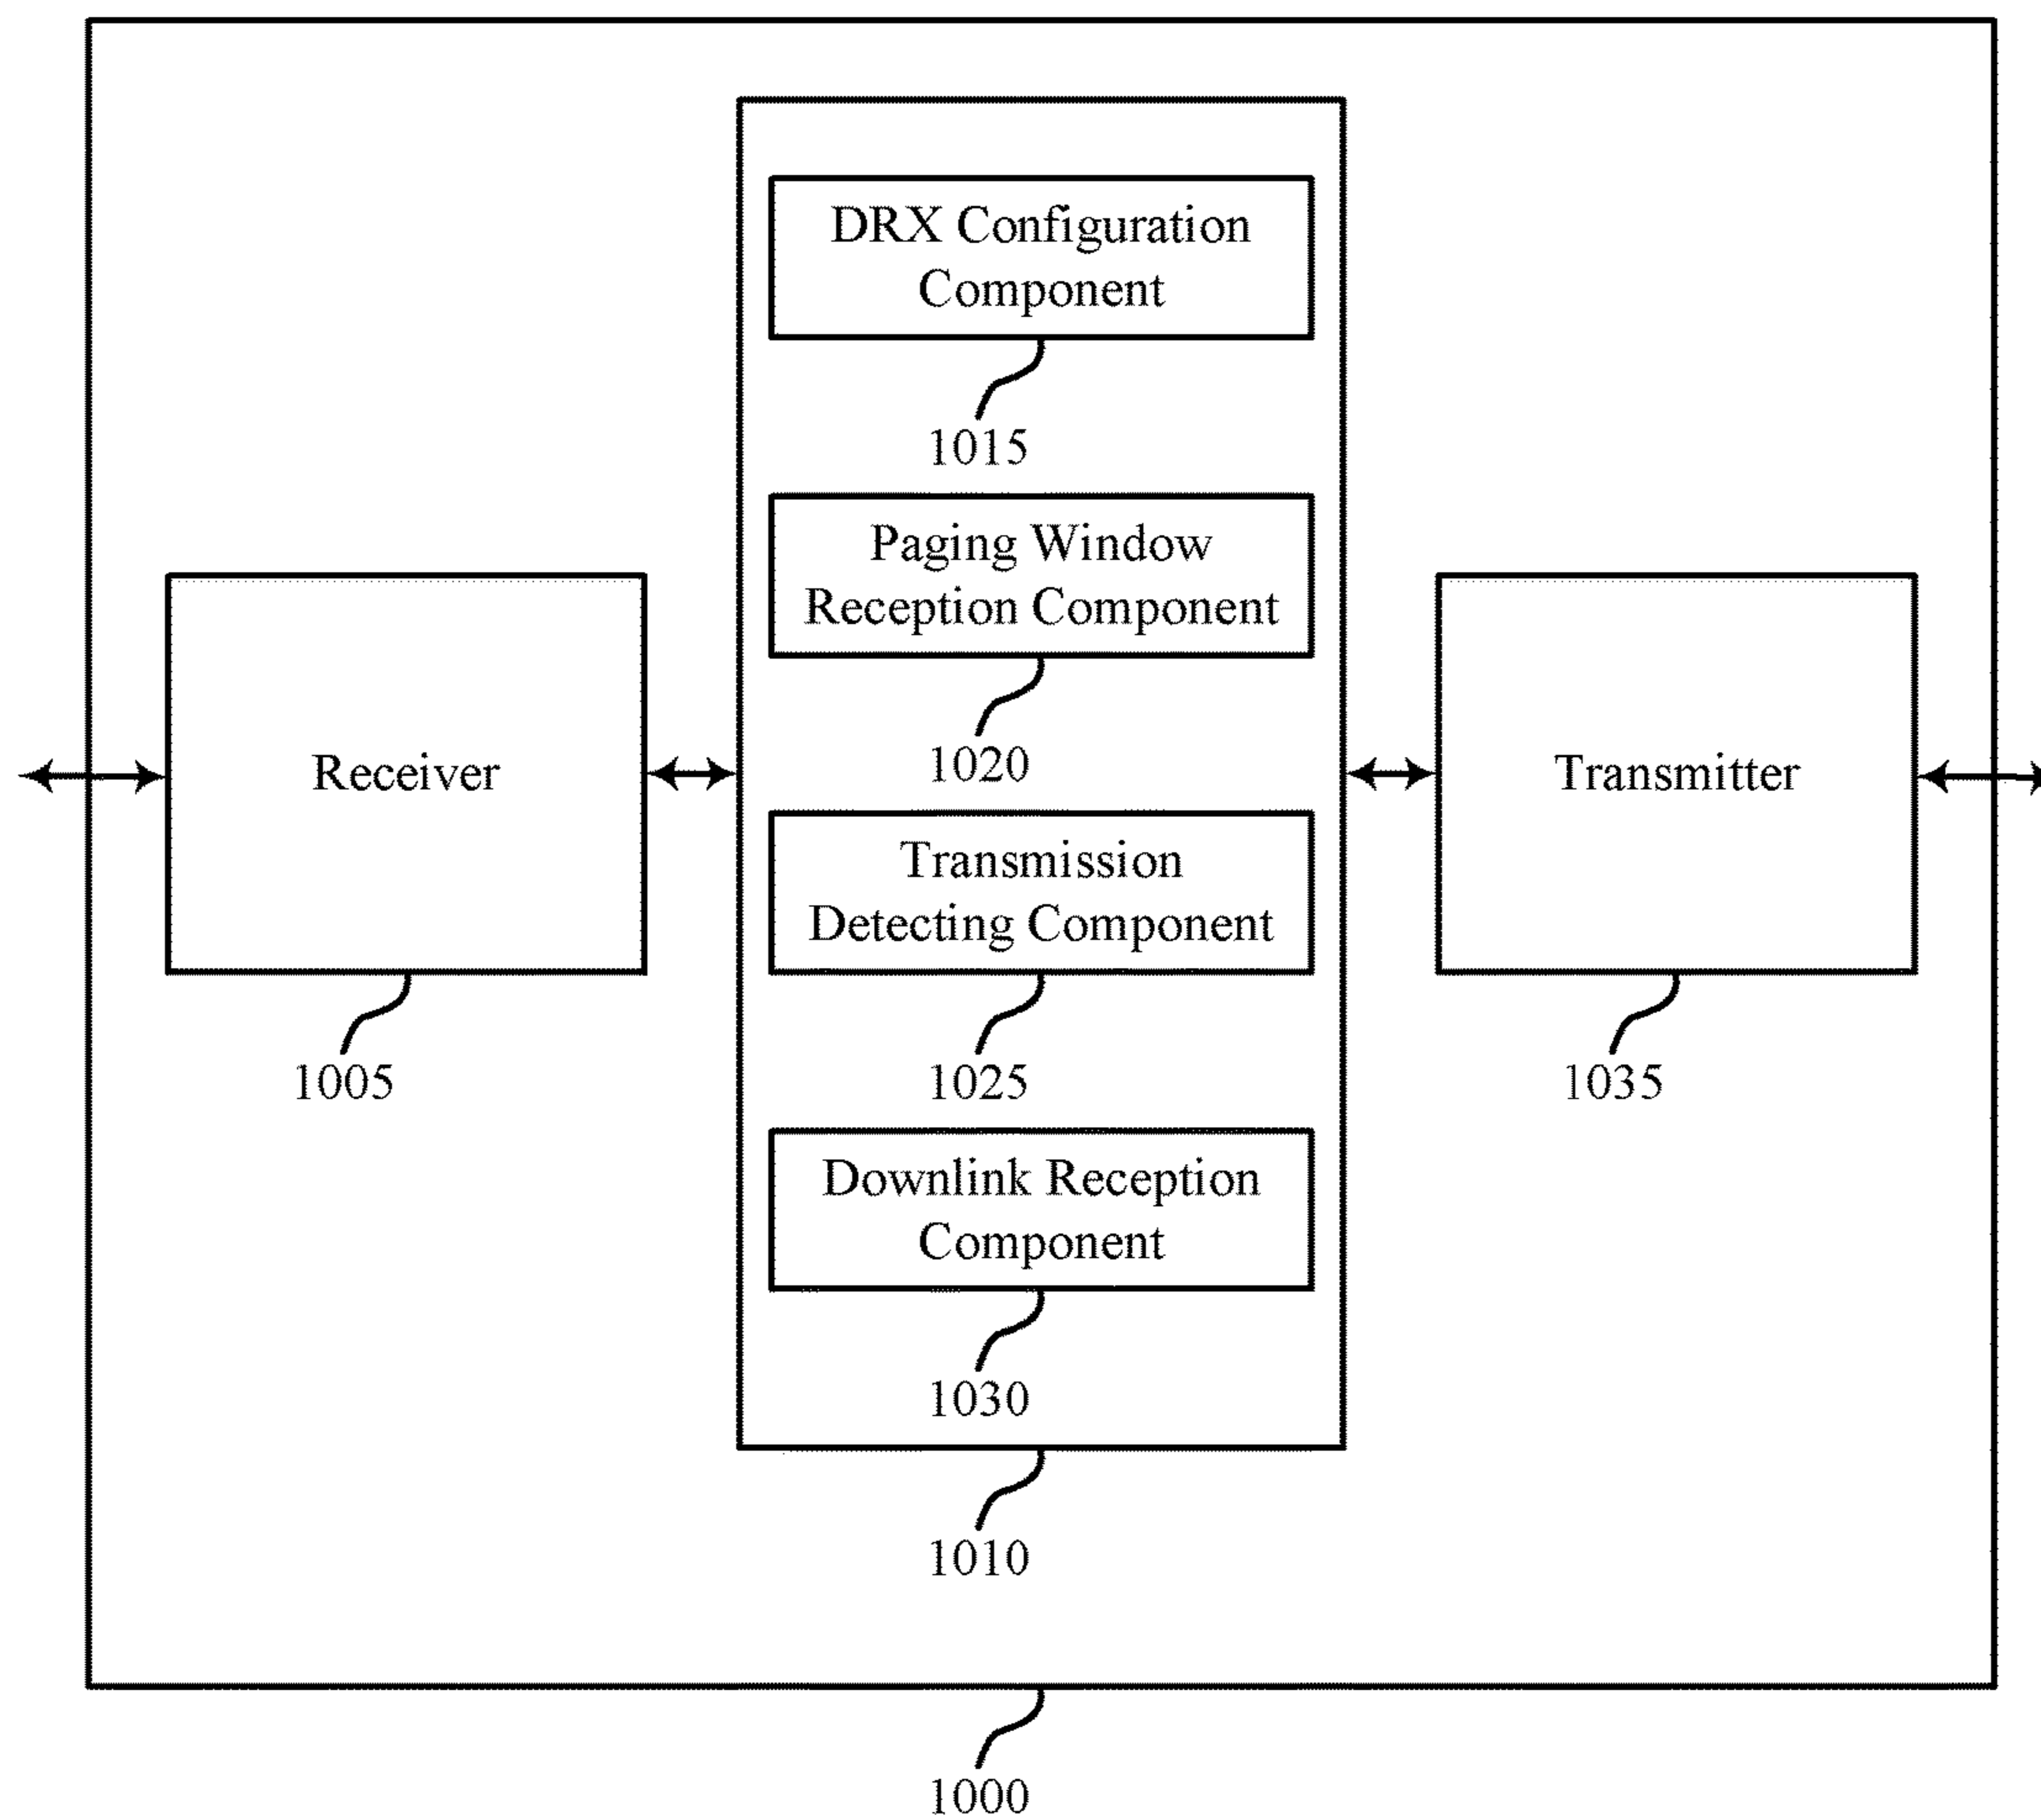 DRX Configuration
Component
1015
Paging Window
Reception Component
1020
Receiver
1005
Transmission
Detecting Component
1025
Transmitter
1035
Downlink Reception
Component
1030
1010
1000